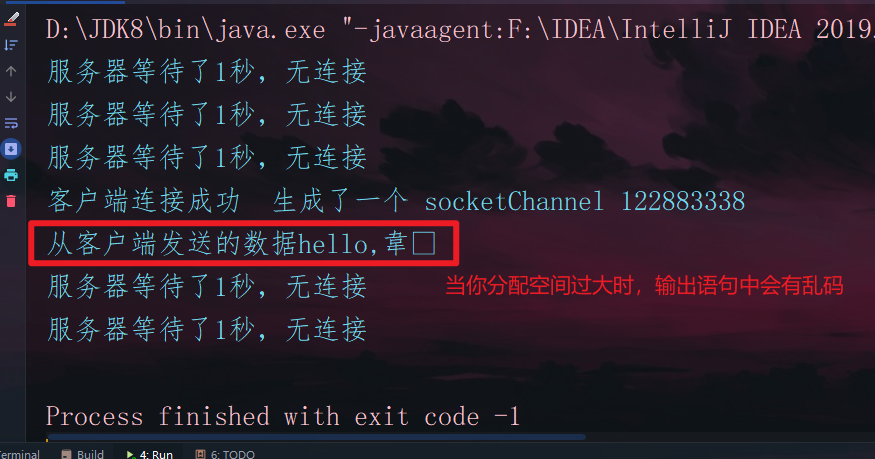 D:\JDK8\bin\java.exe "-javaagent:F:\IDEA\IntelliJ IDEA 2019.
服务器等待了1秒，无连接
服务器等待了1秒，无连接
服务器等待了1秒，无连接
客户端连接成功  生成了一个 socketChannel 122883338
从客户端发送的数据hello,韋□
服务器等待了1秒，无连接
当你分配空间过大时，输出语句中会有乱码
服务器等待了1秒，无连接
Process finished with exit code -1
erminal Build 4: Run 6: TODO